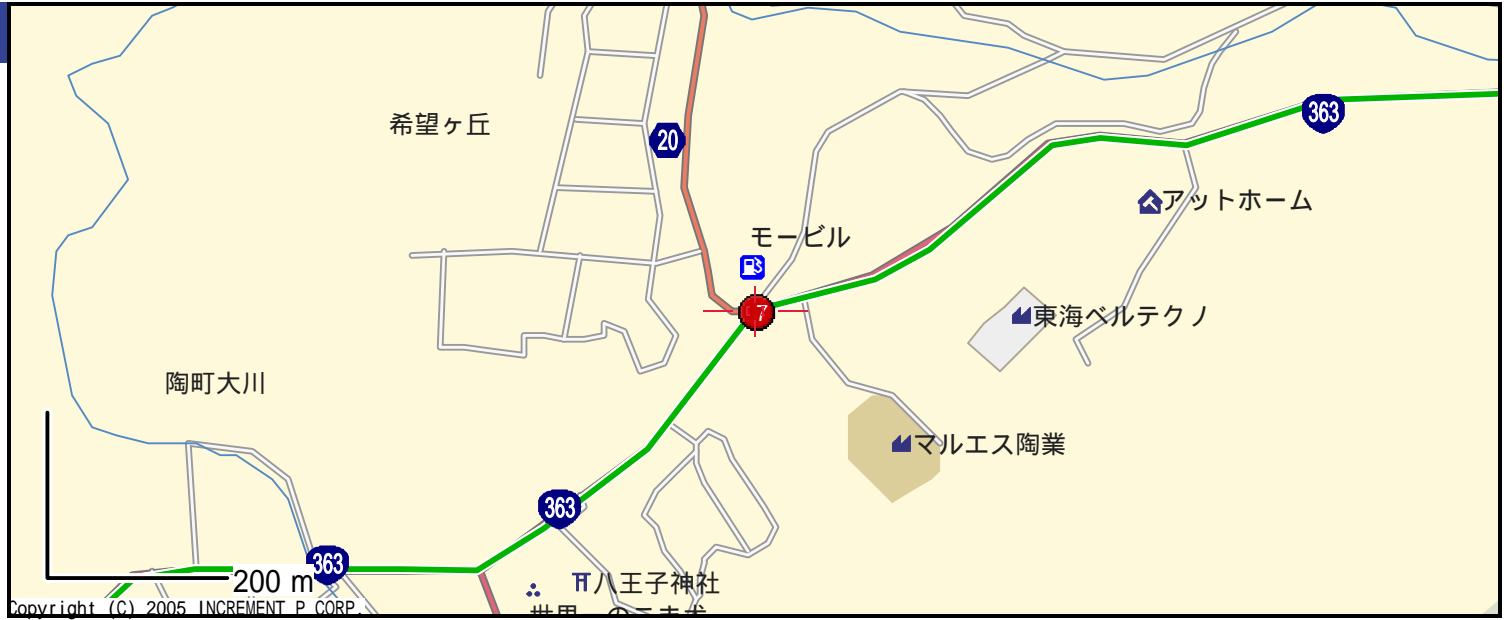 363
希望ヶ丘
20
アットホーム
モービル
7
東海ベルテクノ
陶町大川
マルエス陶業
363
363
200 m
八王子神社
Copyright (C) 2005 INCREMENT P CORP.